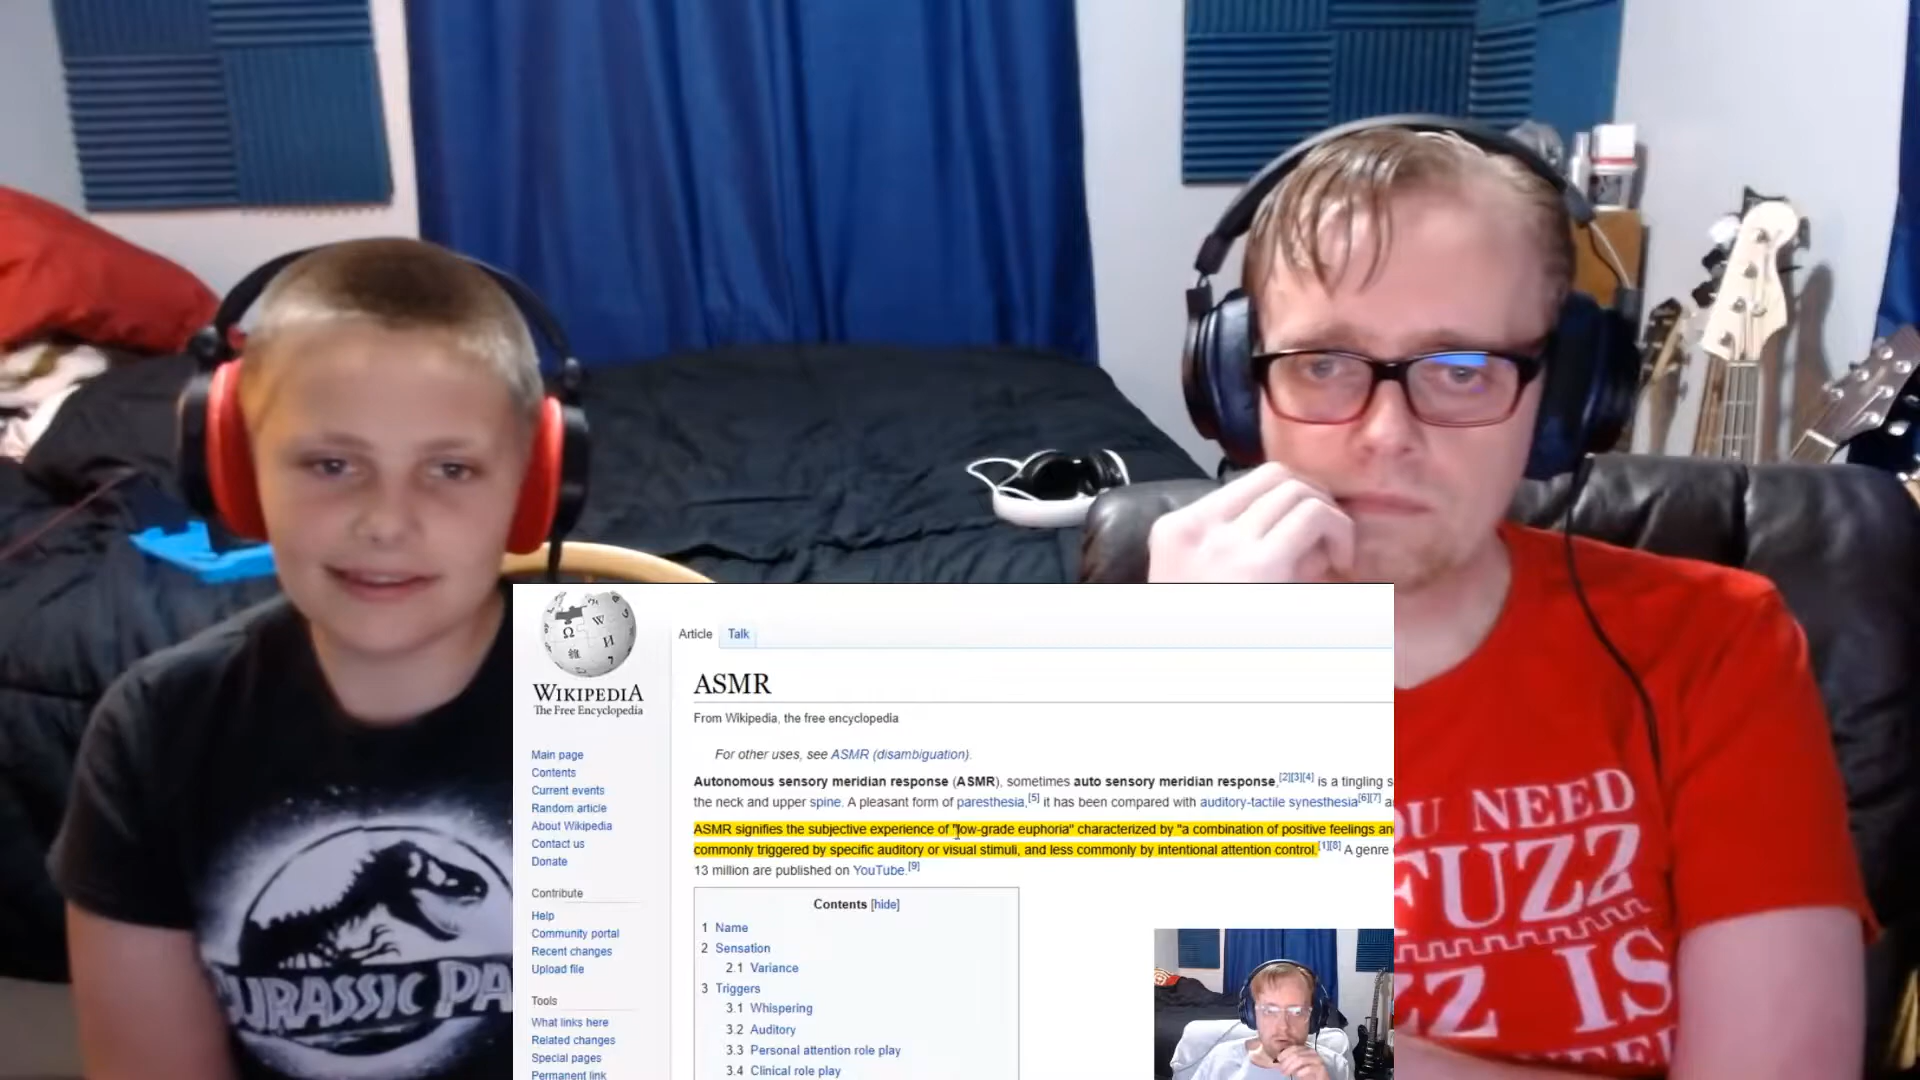 Article Talk
WIKIPEDIA
The Free Encyclopedia
ASMR
From Wikipedia, the free encyclopedia
For other uses, see ASMR (disambiguation).
Autonomous sensory meridian response (ASMR), sometimes auto sensory meridian response,[2][3][4] is a tingling s
the neck and upper spine. A pleasant form of paresthesia,[5] it has been compared with auditory-tactile synesthesia[6][7] a
ASMR signifies the subjective experience of "low-grade euphoria" characterized by "a combination of positive feelings an
commonly triggered by specific auditory or visual stimuli, and less commonly by intentional attention control.[1][8] A genre
13 million are published on YouTube.[9]
Contents [hide]
1 Name
2 Sensation
2.1 Variance
3 Triggers
3.1 Whispering
3.2 Auditory
3.3 Personal attention role play
3.4 Clinical role play
Main page
Contents
Current events
Random article
About Wikipedia
Contact us
Donate
Contribute
Help
Community portal
Recent changes
Upload file
Tools
What links here
Related changes
Special pages
Permanent link
JURASSIC PA
OU NEED
FUZZ
ZZ IS